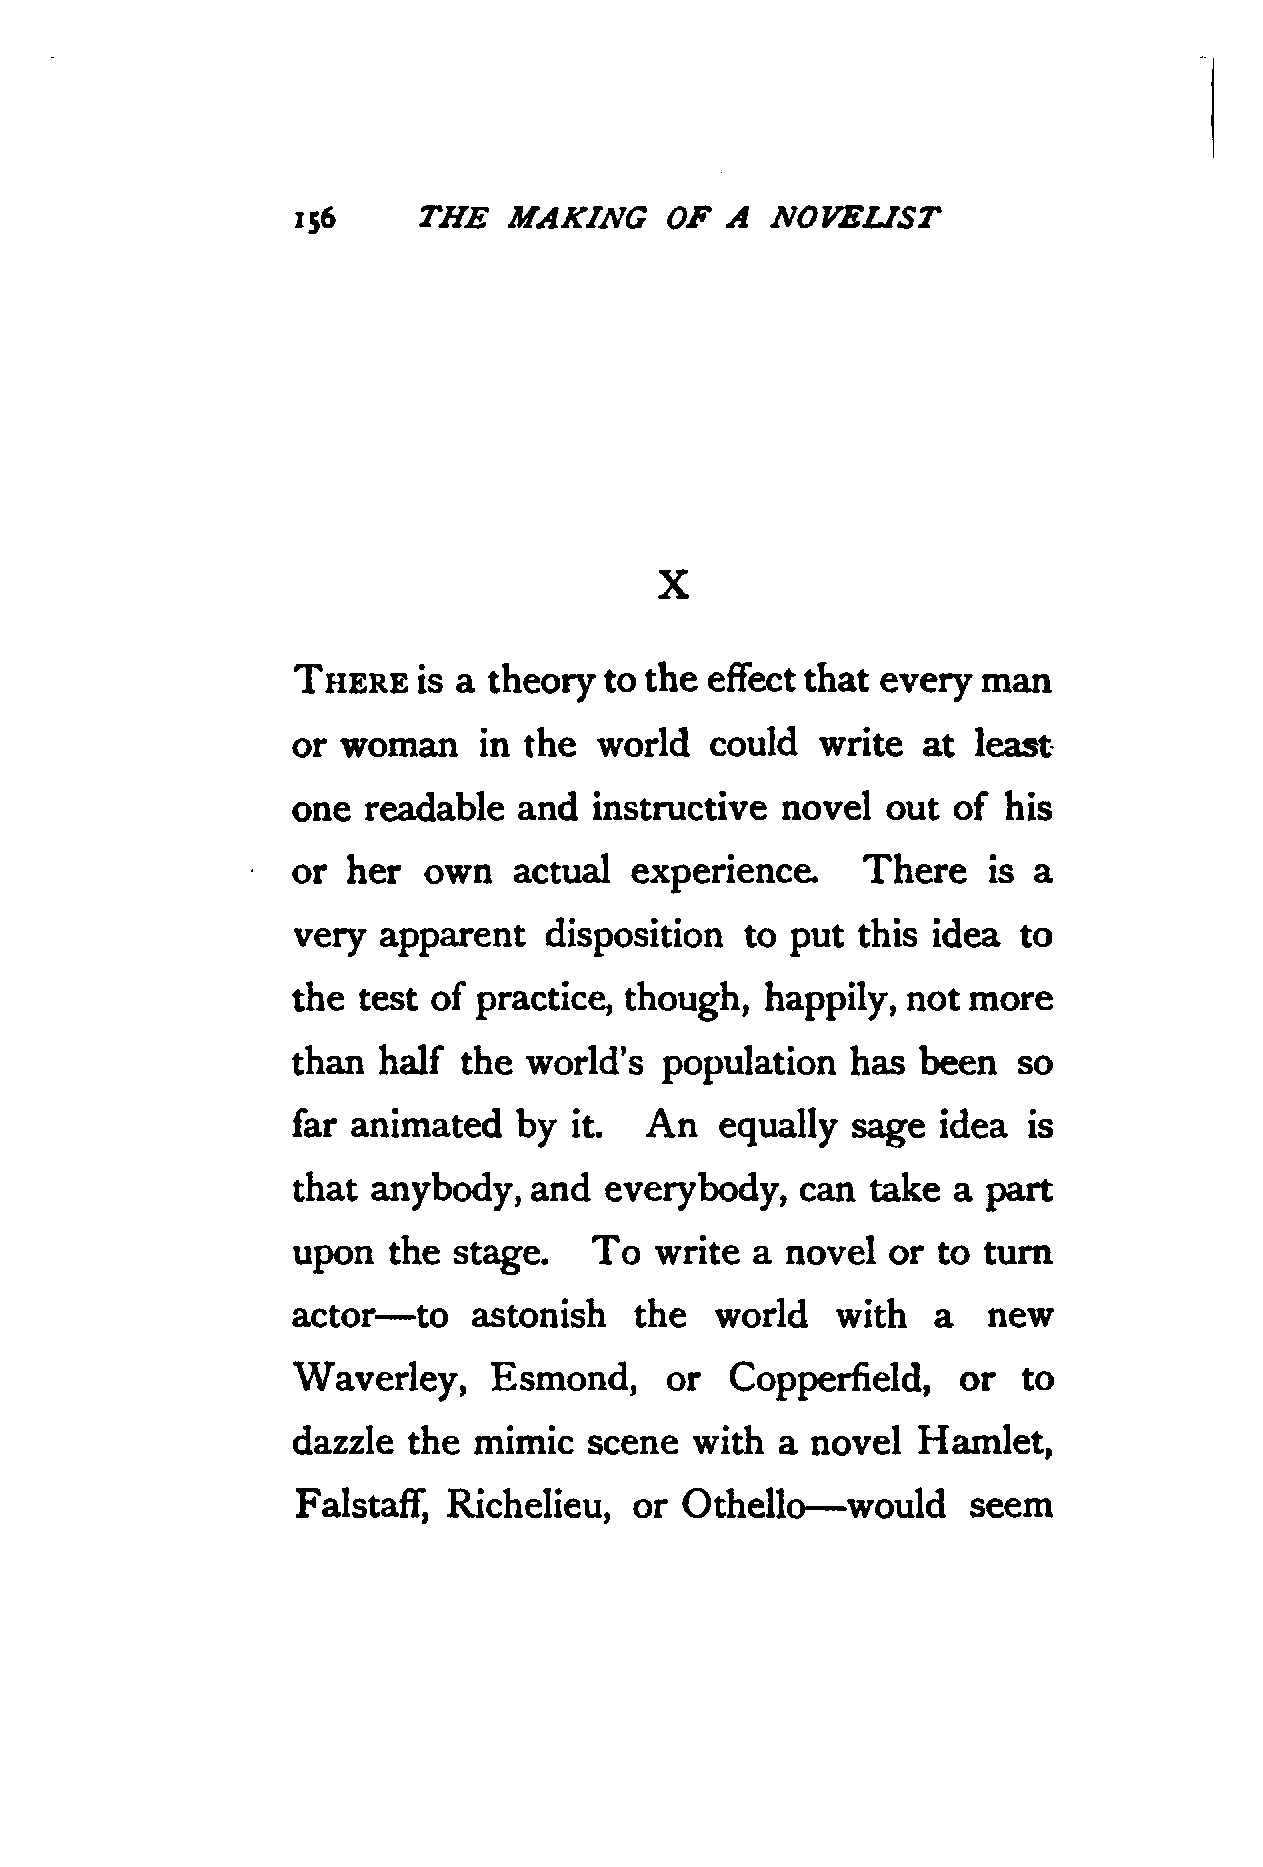 156 THE MAKING OF A NOVELIST
X
THERE is a theory to the effect that every man
or woman in the world could write at least
one readable and instructive novel out of his
or her own actual experience. There is a
very apparent disposition to put this idea to
the test of practice, though, happily, not more
than half the world's population has been so
far animated by it. An equally sage idea is
that anybody, and everybody, can take a part
upon the stage. To write a novel or to turn
actor—to astonish the world with a new
Waverley, Esmond, or Copperfield, or to
dazzle the mimic scene with a novel Hamlet,
Falstaff, Richelieu, or Othello—would seem